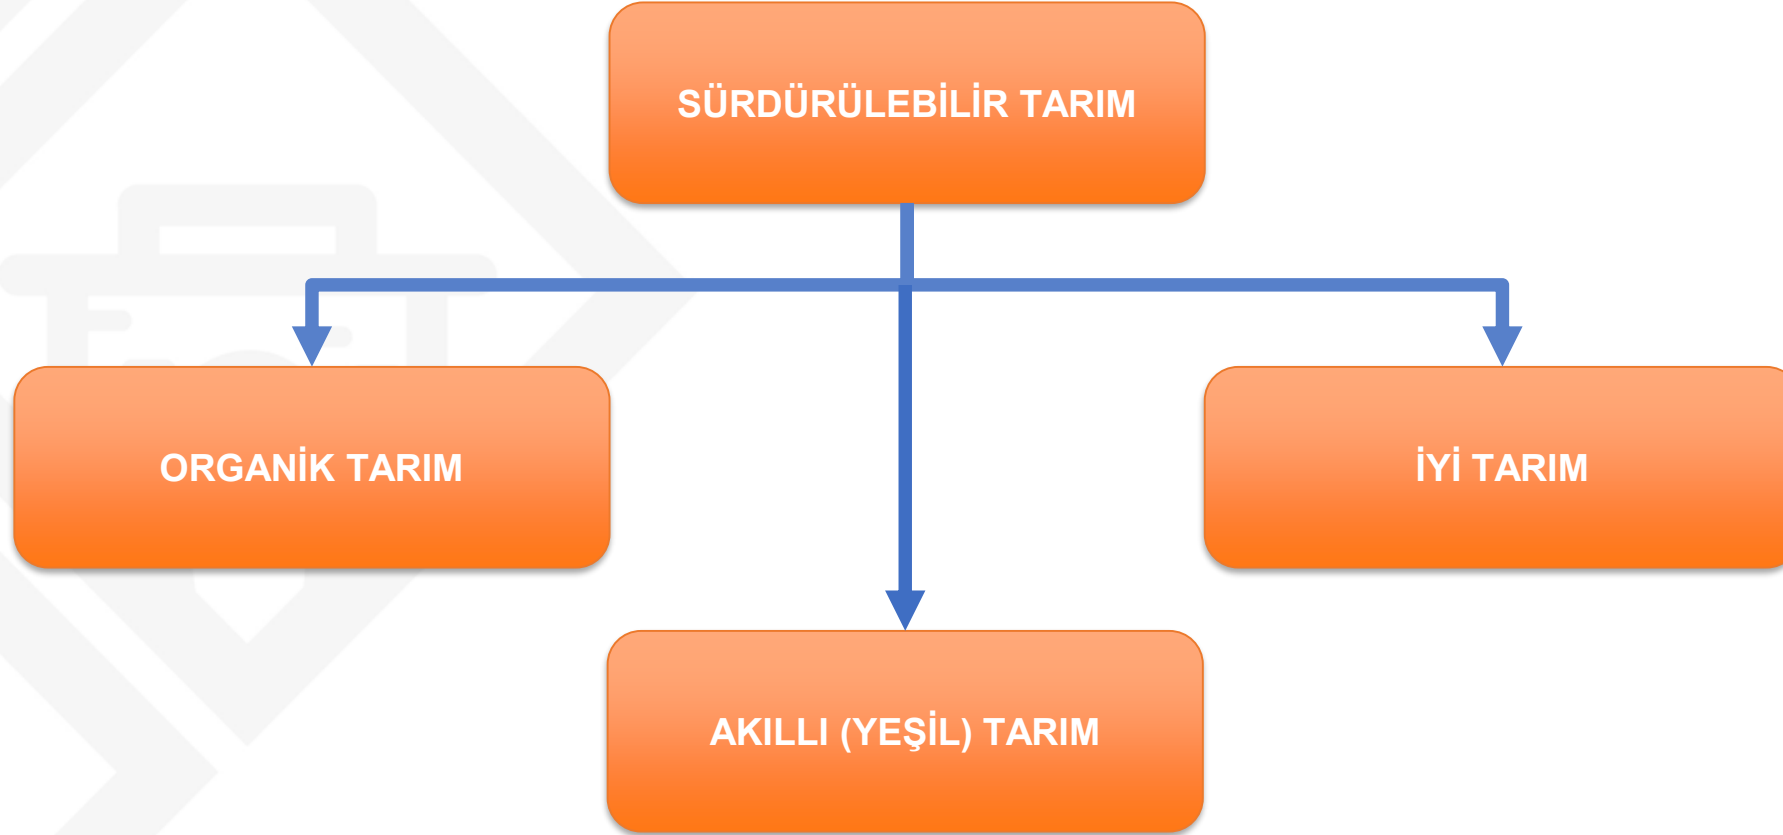 SÜRDÜRÜLEBİLİR TARIM
ORGANİK TARIM
İYİ TARIM
AKILLI (YEŞİL) TARIM